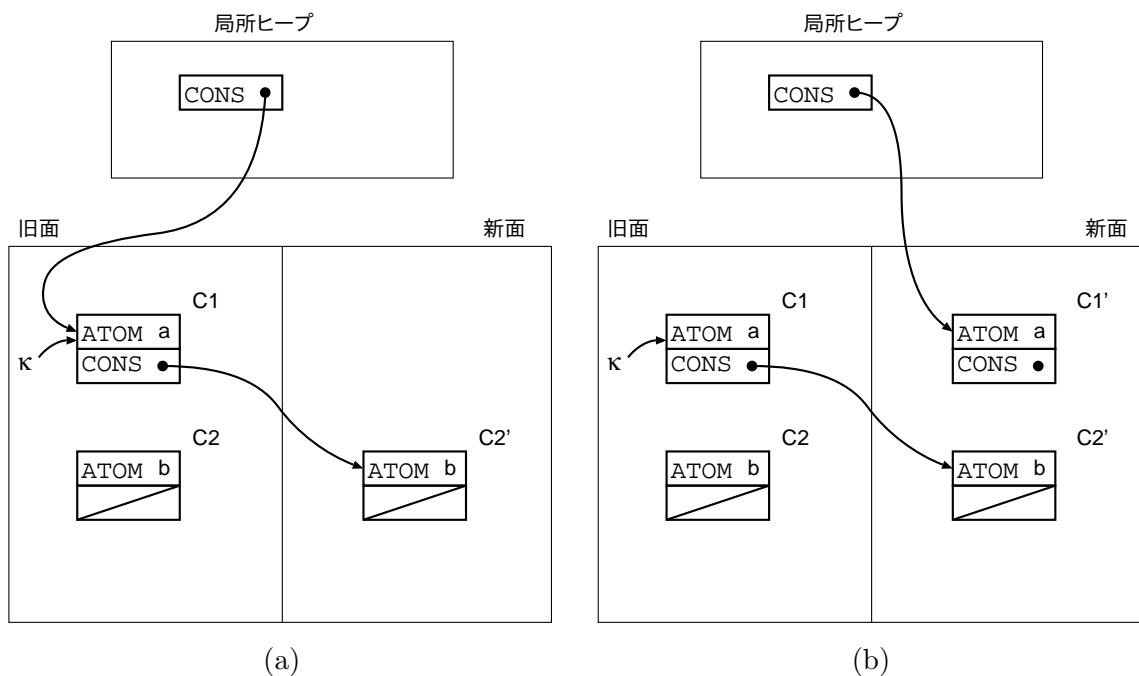 局所ヒープ
CONS
旧面
新面
C1
ATOM a
κ
CONS
C2
C2'
ATOM b
ATOM b
(a)
局所ヒープ
CONS
旧面
新面
C1
C1'
ATOM a
ATOM a
κ
CONS
CONS
C2
C2'
ATOM b
ATOM b
(b)